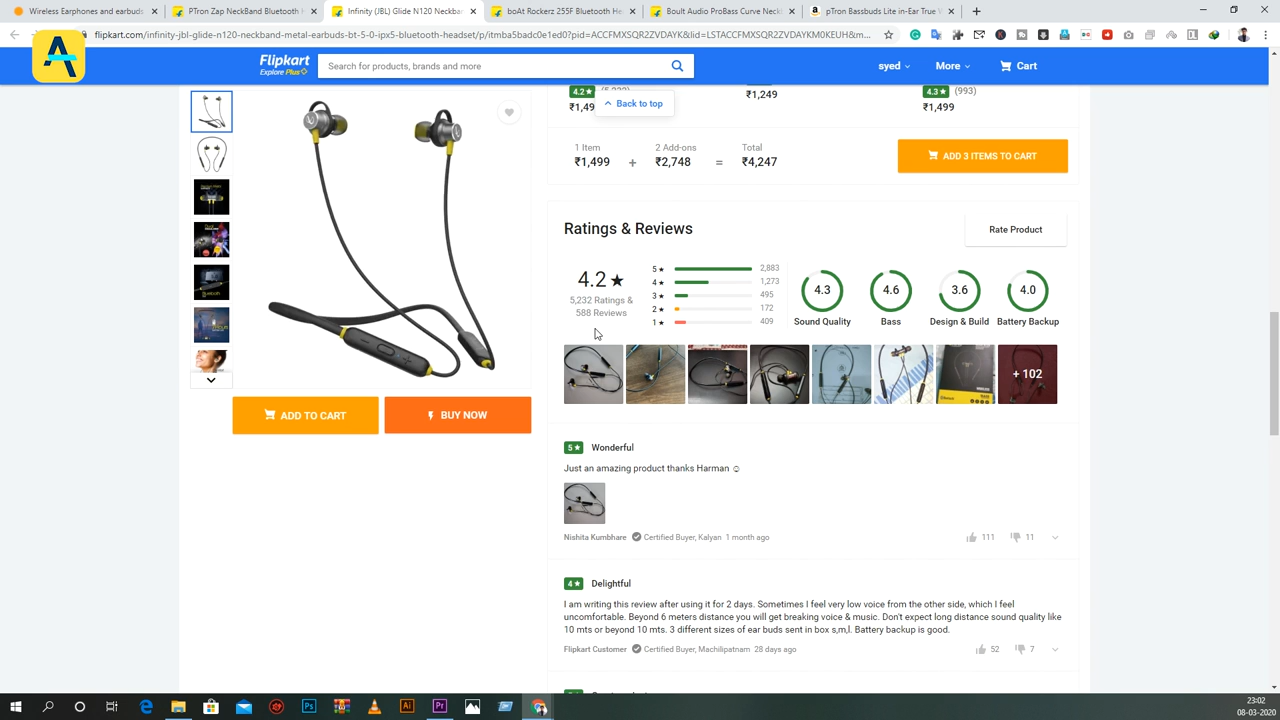 Wireless Earphones and earbuds
PTron Zap NeckBand Bluetooth H
Infinity (JBL) Glide N120 Neckba
boAt Rockerz 255F Bluetooth He
Boult Audio ProBass Curve Neck
pTron Bassbuds Lite in-Ear True W
flipkart.com/infinity-jbl-glide-n120-neckband-metal-earbuds-bt-5-0-ipx5-bluetooth-headset/p/itmba5badc0e1ed0?pid=ACCFMXSQR2ZVDAYK&lid=LSTACCFMXSQR2ZVDAYKM0KEUH&m...
Flipkart
Explore Plus
Search for products, brands and more
syed
More
Cart
4.2 ★
₹1,49
Back to top
₹1,249
4.3 ★ (993)
₹1,499
1 Item
₹1,499
+
2 Add-ons
₹2,748
=
Total
₹4,247
ADD 3 ITEMS TO CART
Ratings & Reviews
Rate Product
4.2 ★
5,232 Ratings &
588 Reviews
5 ★ 2,883
4 ★ 1,273
3 ★ 495
2 ★ 172
1 ★ 409
4.3
Sound Quality
4.6
Bass
3.6
Design & Build
4.0
Battery Backup
+ 102
ADD TO CART
BUY NOW
5 ★ Wonderful
Just an amazing product thanks Harman ☺
Nishita Kumbhare Certified Buyer, Kalyan 1 month ago
111
11
4 ★ Delightful
I am writing this review after using it for 2 days. Sometimes I feel very low voice from the other side, which I feel
uncomfortable. Beyond 6 meters distance you will get breaking voice & music. Don't expect long distance sound quality like
10 mts or beyond 10 mts. 3 different sizes of ear buds sent in box s,m,l. Battery backup is good.
Flipkart Customer Certified Buyer, Machilipatnam 28 days ago
52
7
Ps
Ai
Pr
23:02
08-03-2020